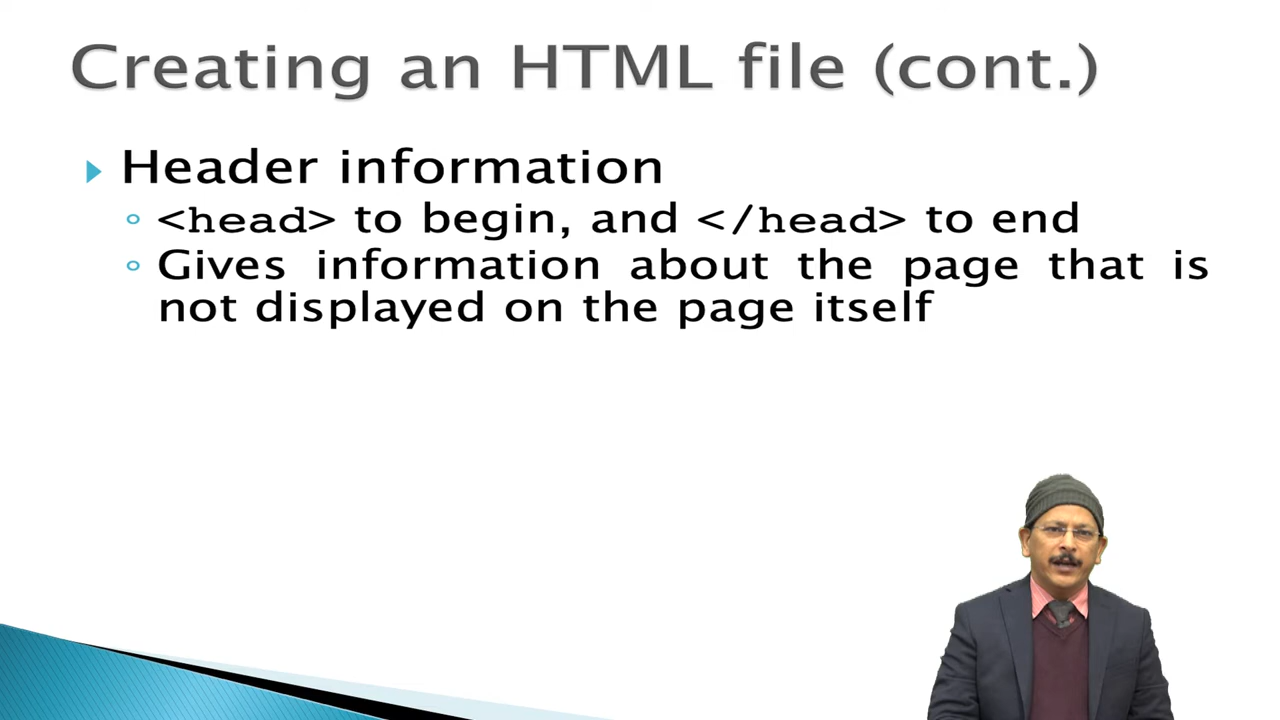 Creating an HTML file (cont.)
Header information
<head> to begin, and </head> to end
Gives information about the page that is
not displayed on the page itself